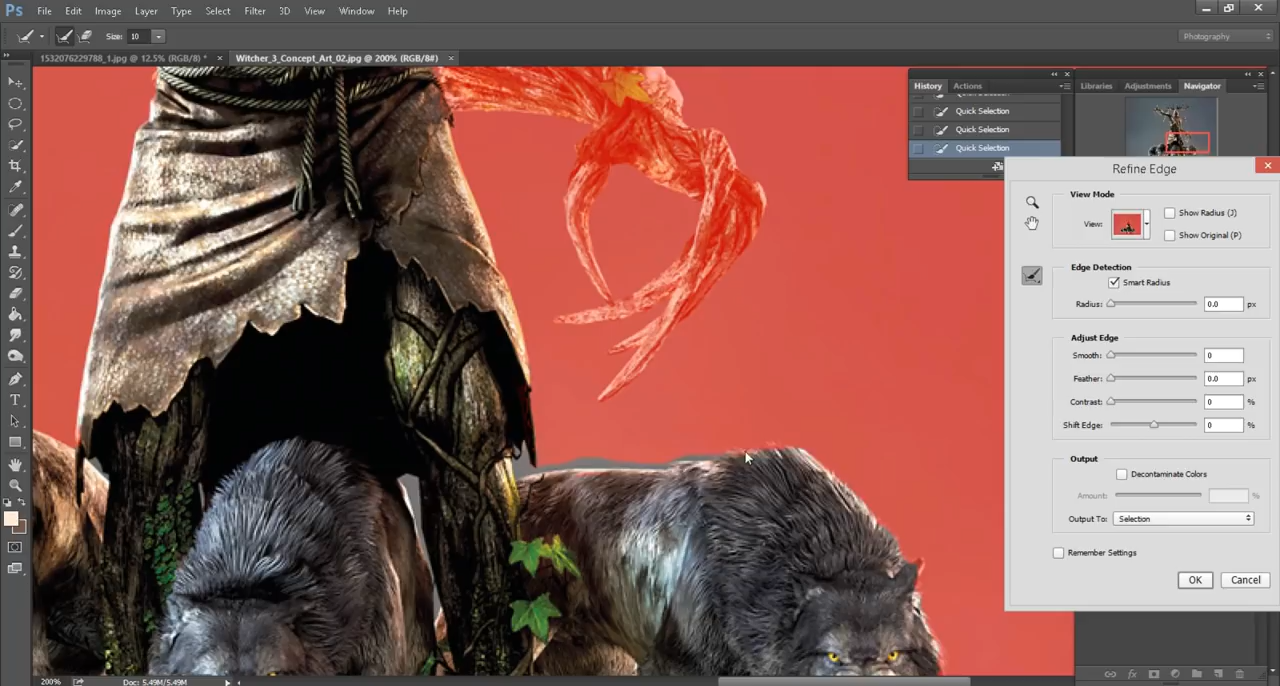 Ps File Edit Image Layer Type Select Filter 3D View Window Help
Size: 10
Photography
1532076229788_1.jpg @ 12.5% (RGB/8) * ×
Witcher_3_Concept_Art_02.jpg @ 200% (RGB/8#) ×
History Actions
Quick Selection
Quick Selection
Quick Selection
Libraries Adjustments Navigator
Refine Edge
View Mode
View:
Show Radius (J)
Show Original (P)
Edge Detection
Smart Radius
Radius: 0.0 px
Adjust Edge
Smooth: 0
Feather: 0.0 px
Contrast: 0 %
Shift Edge: 0 %
Output
Decontaminate Colors
Amount: %
Output To: Selection
Remember Settings
OK Cancel
T
fx
200% Doc: 5.49M/5.49M